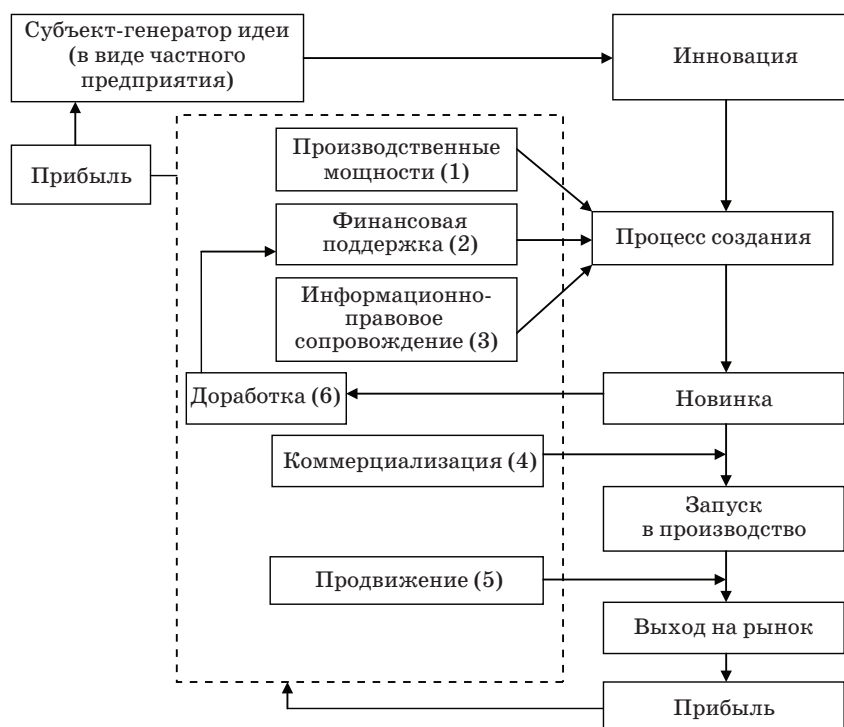 Субъект-генератор идеи
(в виде частного
предприятия)
Инновация
Прибыль
Производственные
мощности (1)
Финансовая
поддержка (2)
Процесс создания
Информационно-
правовое
сопровождение (3)
Доработка (6)
Новинка
Коммерциализация (4)
Запуск
в производство
Продвижение (5)
Выход на рынок
Прибыль